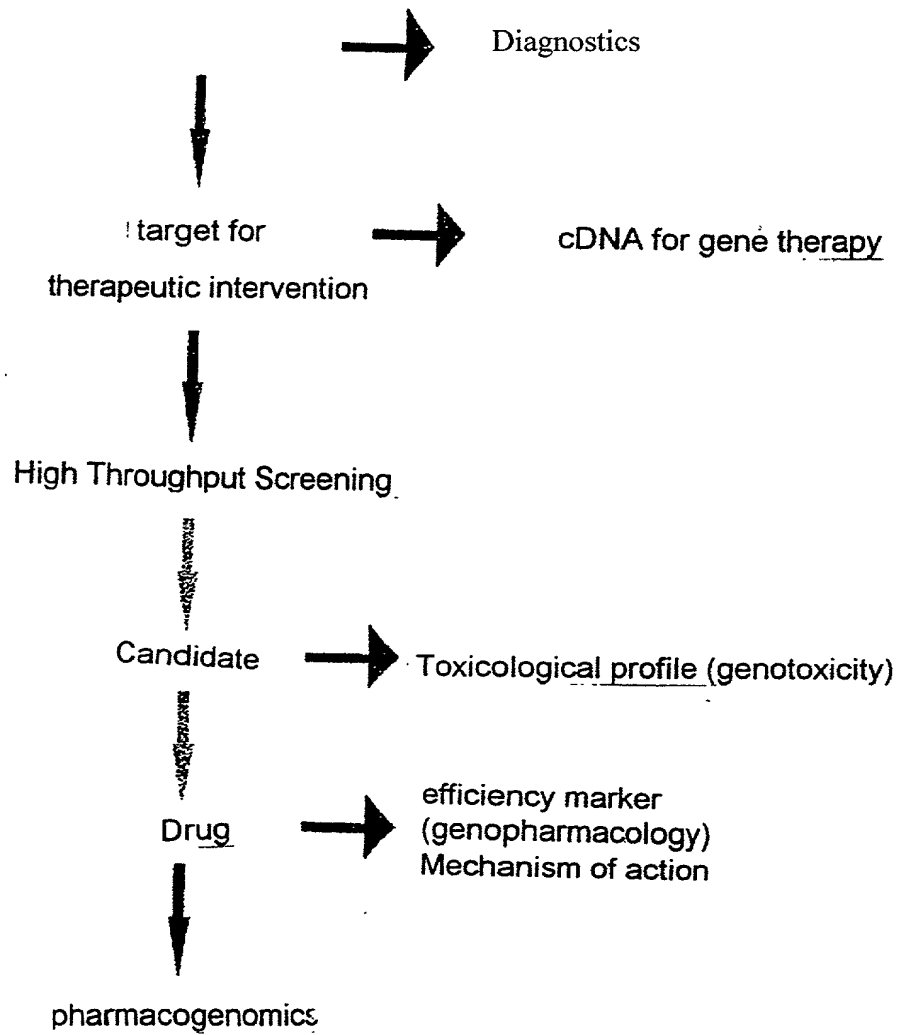 Diagnostics
target for
therapeutic intervention
cDNA for gene therapy
High Throughput Screening
Candidate
Toxicological profile (genotoxicity)
Drug
efficiency marker
(genopharmacology)
Mechanism of action
pharmacogenomics